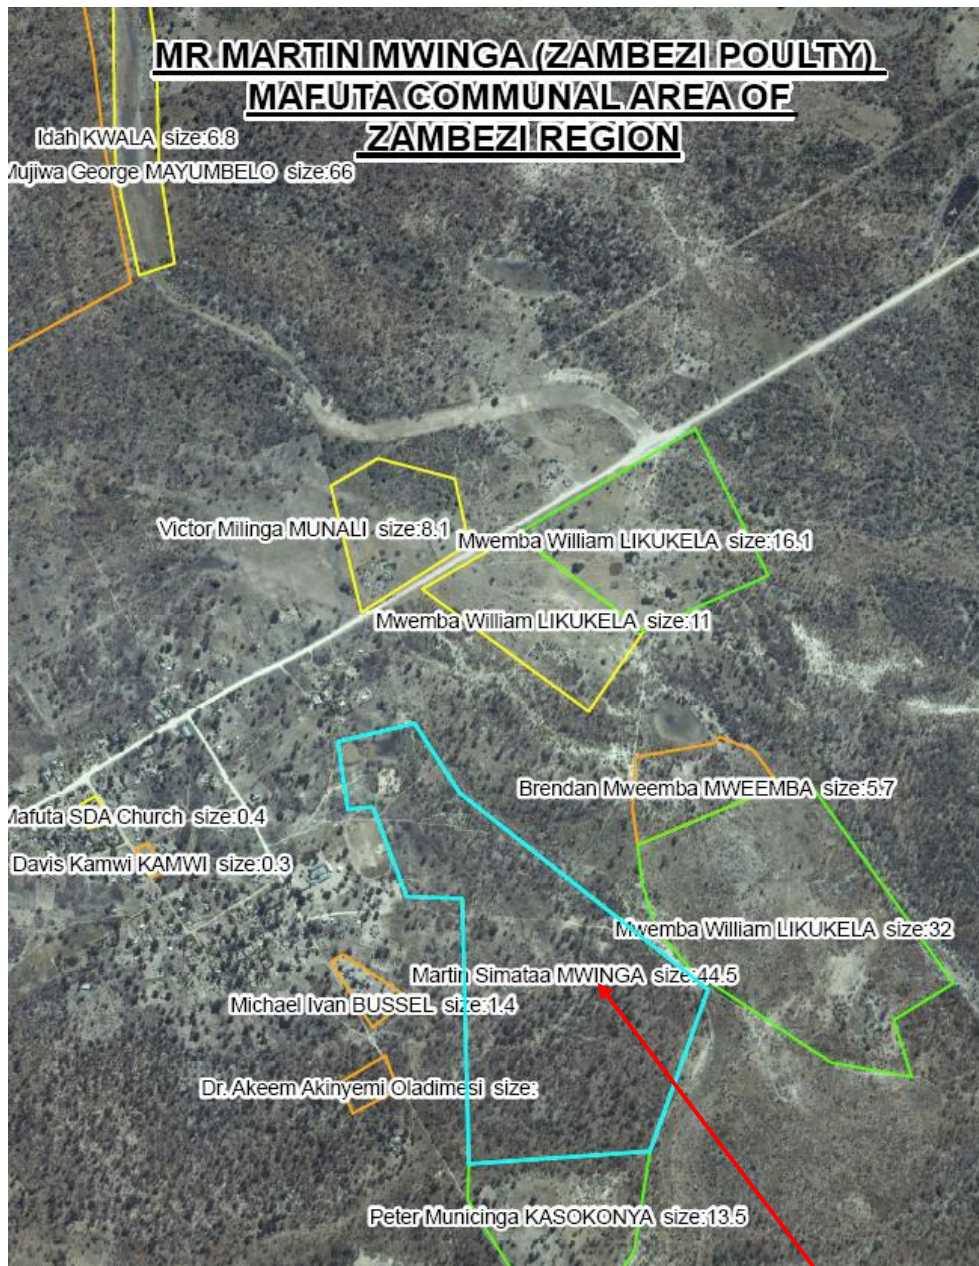 MR MARTIN MWINGA (ZAMBEZI POULTY)
MAFUTA COMMUNAL AREA OF
ZAMBEZI REGION
Idah KWALA size:6.8
Mujiwa George MAYUMBELO size:66
Victor Milinga MUNALI size:8.1
Mwemba William LIKUKELA size:16.1
Mwemba William LIKUKELA size:11
Brendan Mweemba MWEEMBA size:5.7
Mafuta SDA Church size:0.4
Davis Kamwi KAMWI size:0.3
Mwemba William LIKUKELA size:32
Martin Simataa MWINGA size:44.5
Michael Ivan BUSSEL size:1.4
Dr. Akeem Akinyemi Oladimesi size:
Peter Municinga KASOKONYA size:13.5